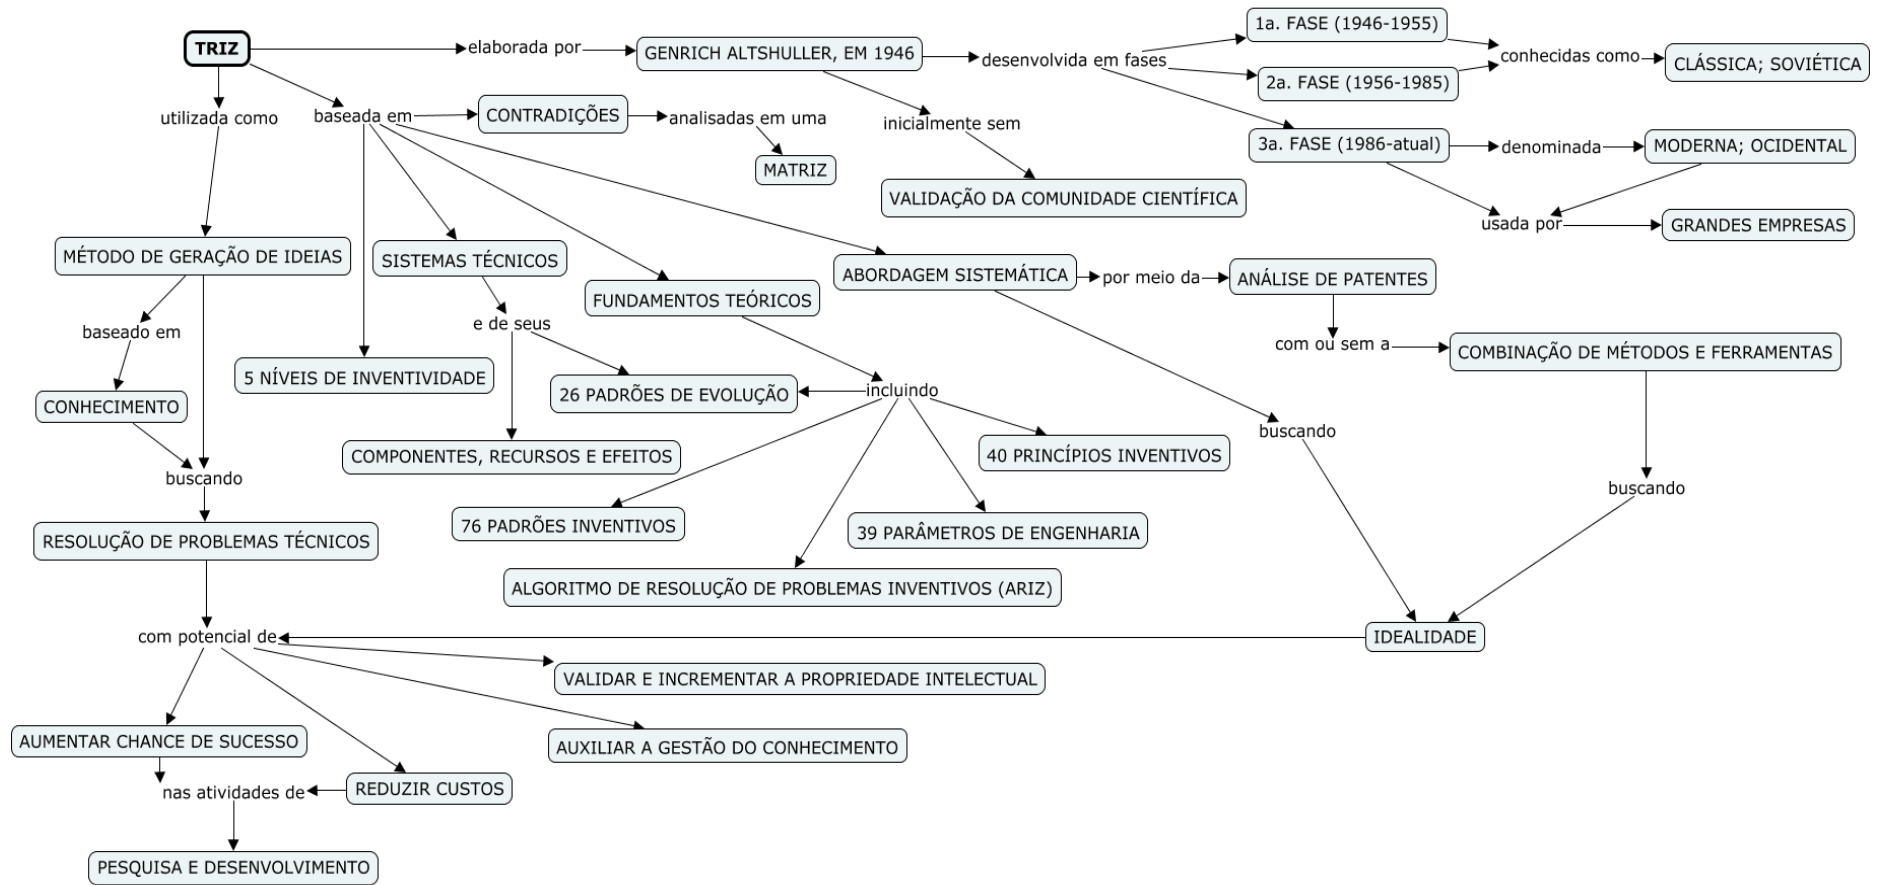 1a. FASE (1946-1955)
TRIZ
elaborada por
GENRICH ALTSHULLER, EM 1946
desenvolvida em fases
conhecidas como
CLÁSSICA; SOVIÉTICA
2a. FASE (1956-1985)
utilizada como
baseada em
CONTRADIÇÕES
analisadas em uma
inicialmente sem
3a. FASE (1986-atual)
denominada
MODERNA; OCIDENTAL
MATRIZ
VALIDAÇÃO DA COMUNIDADE CIENTÍFICA
usada por
GRANDES EMPRESAS
MÉTODO DE GERAÇÃO DE IDEIAS
SISTEMAS TÉCNICOS
ABORDAGEM SISTEMÁTICA
por meio da
ANÁLISE DE PATENTES
FUNDAMENTOS TEÓRICOS
baseado em
e de seus
com ou sem a
COMBINAÇÃO DE MÉTODOS E FERRAMENTAS
5 NÍVEIS DE INVENTIVIDADE
26 PADRÕES DE EVOLUÇÃO
incluindo
CONHECIMENTO
buscando
COMPONENTES, RECURSOS E EFEITOS
40 PRINCÍPIOS INVENTIVOS
buscando
buscando
76 PADRÕES INVENTIVOS
39 PARÂMETROS DE ENGENHARIA
RESOLUÇÃO DE PROBLEMAS TÉCNICOS
ALGORITMO DE RESOLUÇÃO DE PROBLEMAS INVENTIVOS (ARIZ)
com potencial de
IDEALIDADE
VALIDAR E INCREMENTAR A PROPRIEDADE INTELECTUAL
AUMENTAR CHANCE DE SUCESSO
AUXILIAR A GESTÃO DO CONHECIMENTO
nas atividades de
REDUZIR CUSTOS
PESQUISA E DESENVOLVIMENTO